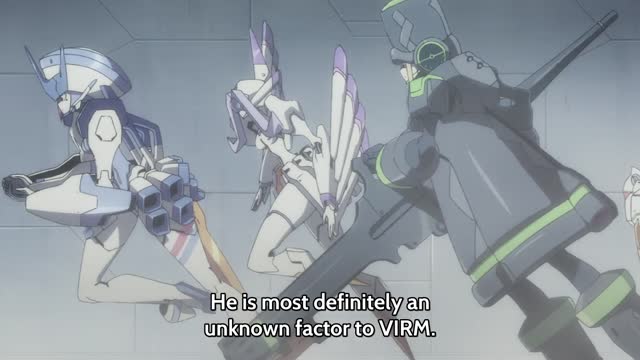 He is most definitely an
unknown factor to VIRM.